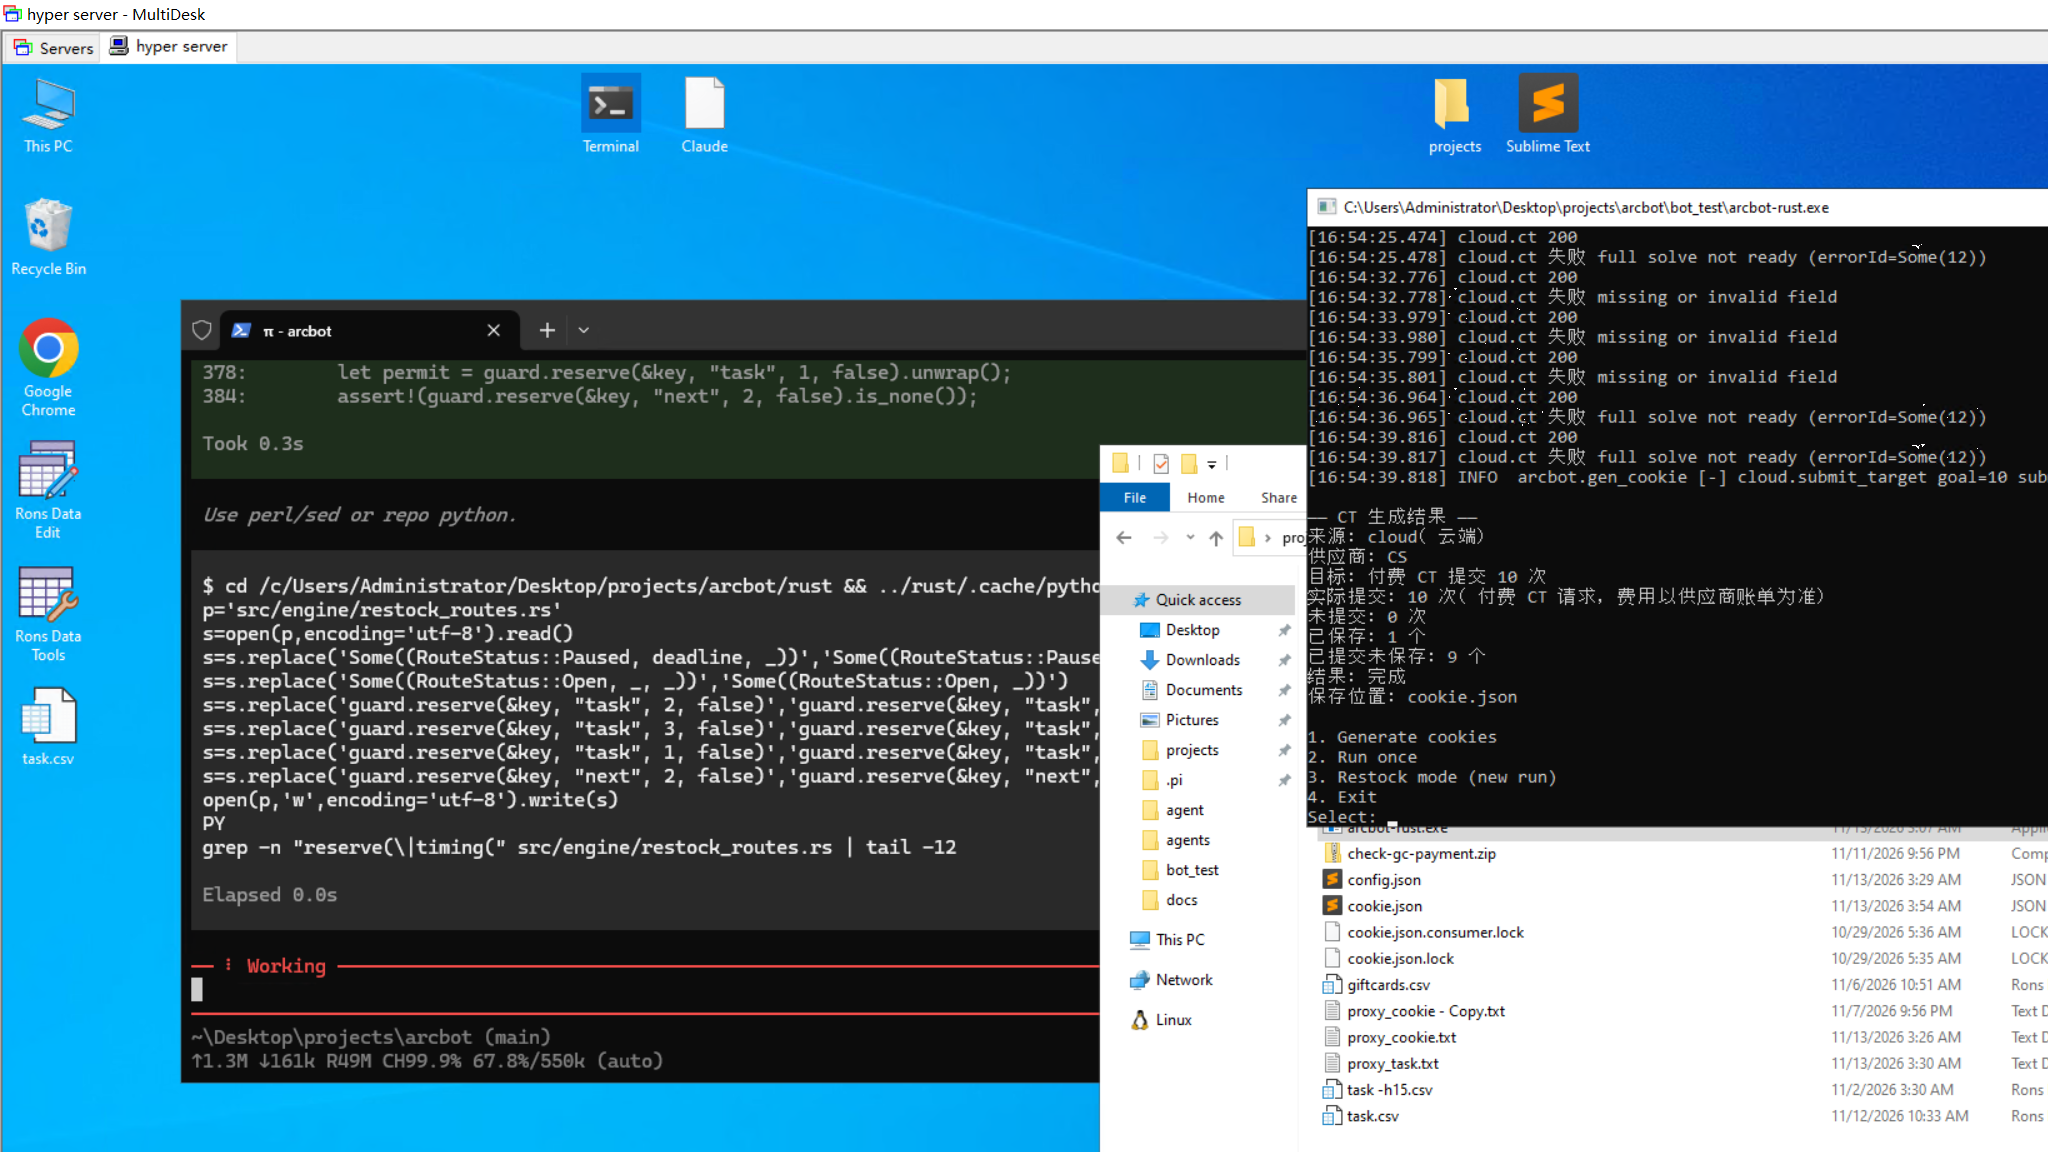 hyper server - MultiDesk
Servers
hyper server
This PC
Recycle Bin
Google Chrome
Rons Data Edit
Rons Data Tools
task.csv
Terminal
Claude
projects
Sublime Text
π - arcbot
378:        let permit = guard.reserve(&key, "task", 1, false).unwrap();
384:        assert!(guard.reserve(&key, "next", 2, false).is_none());
Took 0.3s
Use perl/sed or repo python.
$ cd /c/Users/Administrator/Desktop/projects/arcbot/rust && ../rust/.cache/pytho
p='src/engine/restock_routes.rs'
s=open(p,encoding='utf-8').read()
s=s.replace('Some((RouteStatus::Paused, deadline, _))','Some((RouteStatus::Pause
s=s.replace('Some((RouteStatus::Open, _, _))','Some((RouteStatus::Open, _))')
s=s.replace('guard.reserve(&key, "task", 2, false)','guard.reserve(&key, "task",
s=s.replace('guard.reserve(&key, "task", 3, false)','guard.reserve(&key, "task",
s=s.replace('guard.reserve(&key, "task", 1, false)','guard.reserve(&key, "task",
s=s.replace('guard.reserve(&key, "next", 2, false)','guard.reserve(&key, "next",
open(p,'w',encoding='utf-8').write(s)
PY
grep -n "reserve(\|timing(" src/engine/restock_routes.rs | tail -12
Elapsed 0.0s
Working
~\Desktop\projects\arcbot (main)
↑1.3M ↓161k R49M CH99.9% 67.8%/550k (auto)
File
Home
Share
proj
Quick access
Desktop
Downloads
Documents
Pictures
projects
.pi
agent
agents
bot_test
docs
This PC
Network
Linux
C:\Users\Administrator\Desktop\projects\arcbot\bot_test\arcbot-rust.exe
[16:54:25.474] cloud.ct 200
[16:54:25.478] cloud.ct 失败 full solve not ready (errorId=Some(12))
[16:54:32.776] cloud.ct 200
[16:54:32.778] cloud.ct 失败 missing or invalid field
[16:54:33.979] cloud.ct 200
[16:54:33.980] cloud.ct 失败 missing or invalid field
[16:54:35.799] cloud.ct 200
[16:54:35.801] cloud.ct 失败 missing or invalid field
[16:54:36.964] cloud.ct 200
[16:54:36.965] cloud.ct 失败 full solve not ready (errorId=Some(12))
[16:54:39.816] cloud.ct 200
[16:54:39.817] cloud.ct 失败 full solve not ready (errorId=Some(12))
[16:54:39.818] INFO  arcbot.gen_cookie [-] cloud.submit_target goal=10 sub
── CT 生成结果 ──
来源: cloud( 云端)
供应商: CS
目标: 付费 CT 提交 10 次
实际提交: 10 次( 付费 CT 请求, 费用以供应商账单为准)
未提交: 0 次
已保存: 1 个
已提交未保存: 9 个
结果: 完成
保存位置: cookie.json
1. Generate cookies
2. Run once
3. Restock mode (new run)
4. Exit
Select:
arcbot-rust.exe 11/13/2026 3:07 AM Appli
check-gc-payment.zip 11/11/2026 9:56 PM Comp
config.json 11/13/2026 3:29 AM JSON
cookie.json 11/13/2026 3:54 AM JSON
cookie.json.consumer.lock 10/29/2026 5:36 AM LOCK
cookie.json.lock 10/29/2026 5:35 AM LOCK
giftcards.csv 11/6/2026 10:51 AM Rons
proxy_cookie - Copy.txt 11/7/2026 9:56 PM Text D
proxy_cookie.txt 11/13/2026 3:26 AM Text D
proxy_task.txt 11/13/2026 3:30 AM Text D
task -h15.csv 11/2/2026 3:30 AM Rons
task.csv 11/12/2026 10:33 AM Rons